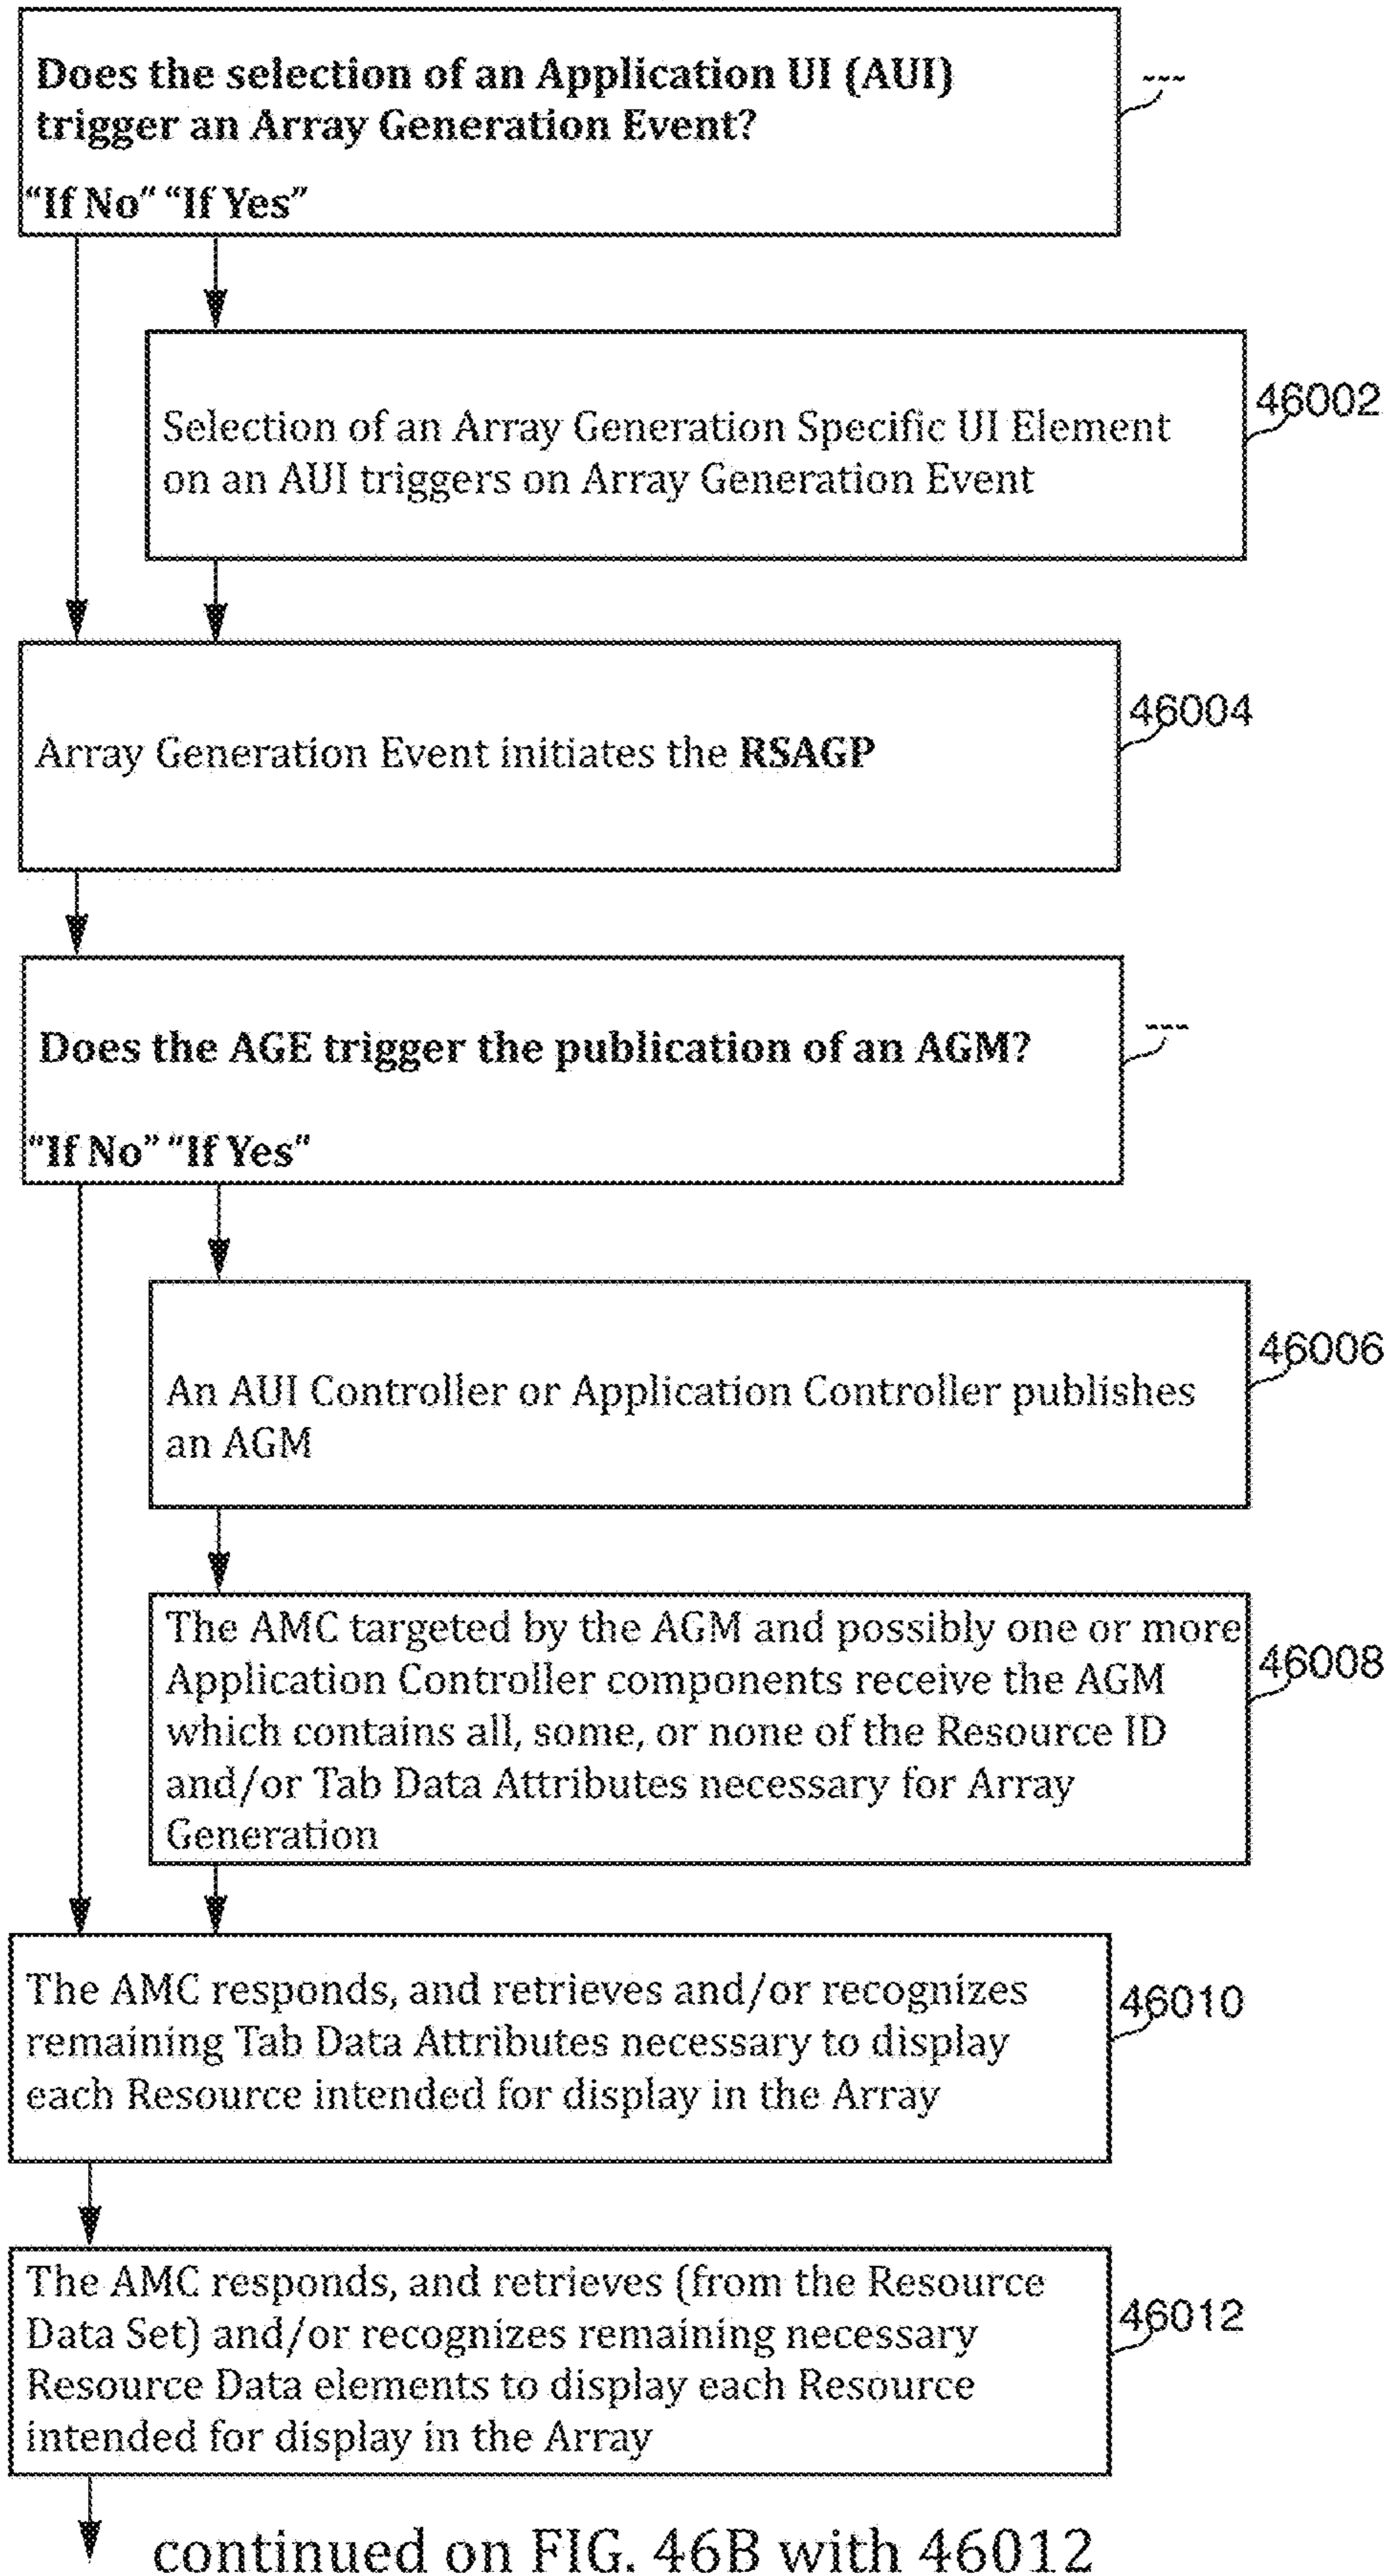 Does the selection of an Application UI (AUI)
trigger an Array Generation Event?
---
“If No“ “If Yes”
Selection of an Array Generation Specific UI Element
on an AUI triggers on Array Generation Event
46002
Array Generation Event initiates the RSAGP
46004
Does the AGE trigger the publication of an AGM?
---
“If No” “If Yes“
An AUI Controller or Application Controller publishes
an AGM
46006
The AMC targeted by the AGM and possibly one or more
Application Controller components receive the AGM
which contains all, some, or none of the Resource ID
and/or Tab Data Attributes necessary for Array
Generation
46008
The AMC responds, and retrieves and/or recognizes
remaining Tab Data Attributes necessary to display
each Resource intended for display in the Array
46010
The AMC responds, and retrieves (from the Resource
Data Set) and/or recognizes remaining necessary
Resource Data elements to display each Resource
intended for display in the Array
46012
continued on FIG. 46B with 46012